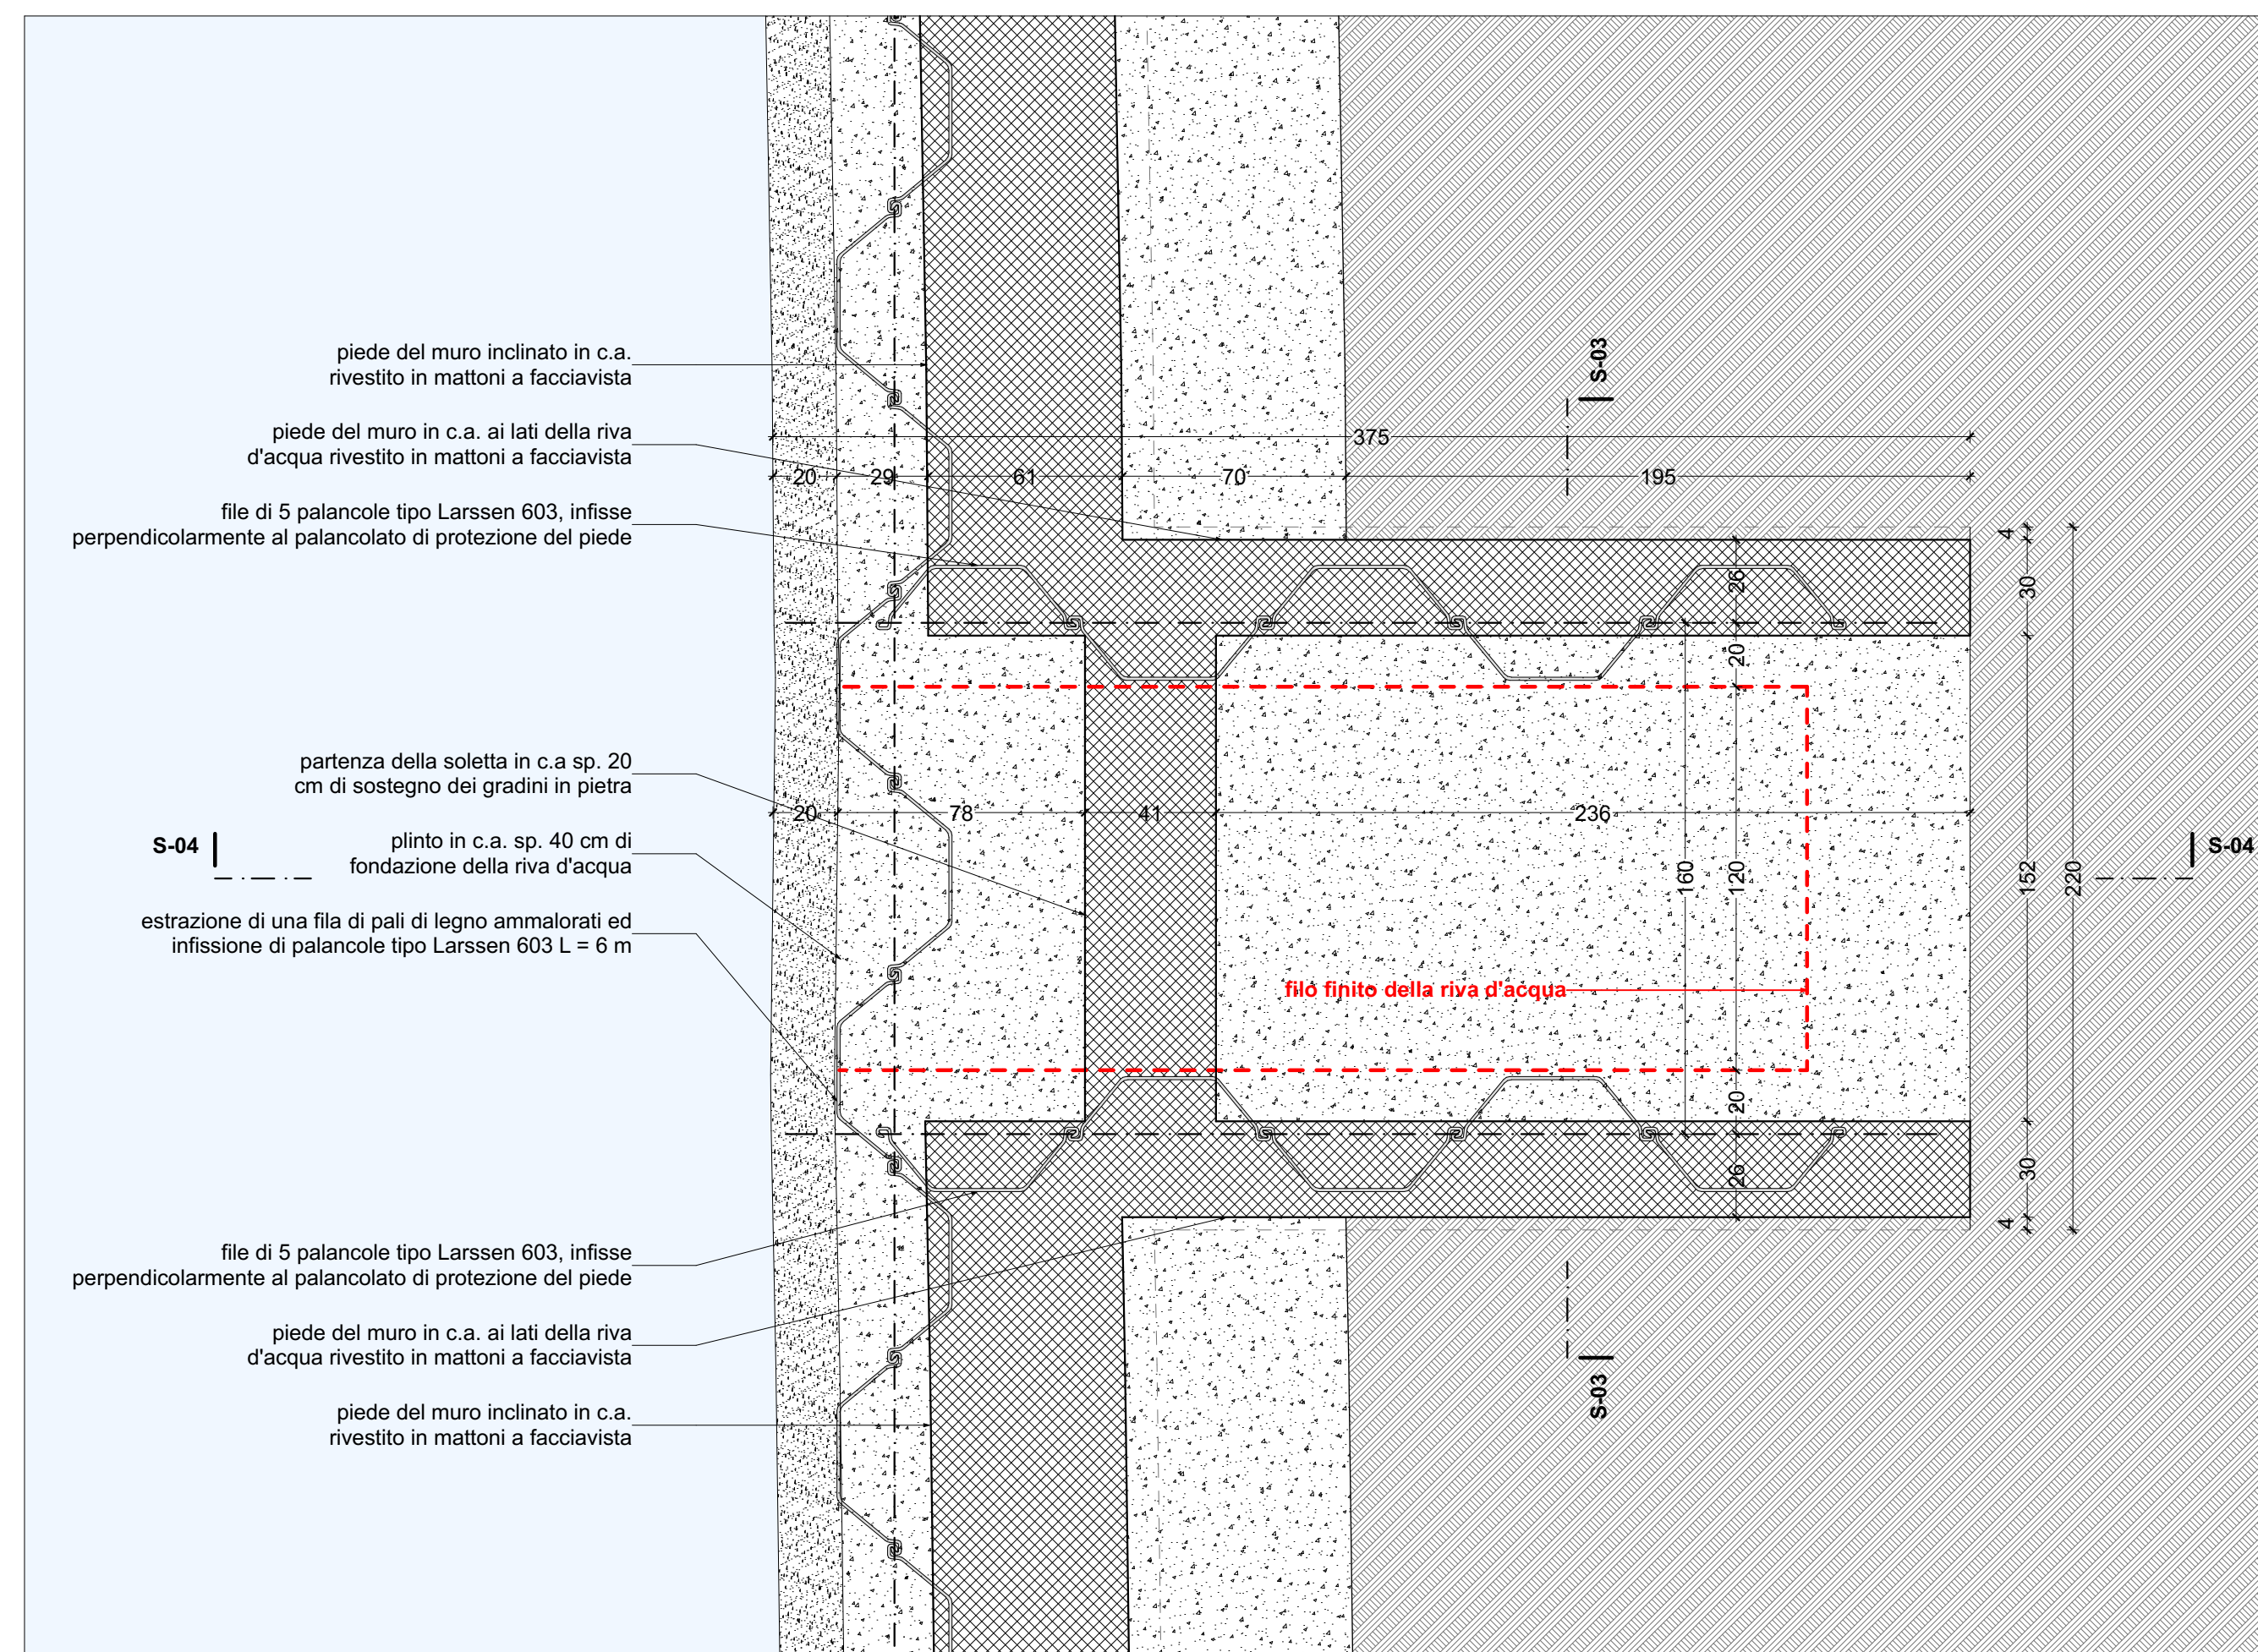 piede del muro inclinato in c.a.
rivestito in mattoni a facciavista
piede del muro in c.a. ai lati della riva
d'acqua rivestito in mattoni a facciavista
file di 5 palancole tipo Larssen 603, infisse
perpendicolarmente al palancolato di protezione del piede
partenza della soletta in c.a sp. 20
cm di sostegno dei gradini in pietra
S-04
plinto in c.a. sp. 40 cm di
fondazione della riva d'acqua
estrazione di una fila di pali di legno ammalorati ed
infissione di palancole tipo Larssen 603 L = 6 m
file di 5 palancole tipo Larssen 603, infisse
perpendicolarmente al palancolato di protezione del piede
piede del muro in c.a. ai lati della riva
d'acqua rivestito in mattoni a facciavista
piede del muro inclinato in c.a.
rivestito in mattoni a facciavista
S-03
375
20
29
61
70
195
4
30
26
20
20
78
41
236
160
120
152
220
S-04
filo finito della riva d'acqua
20
26
30
4
S-03